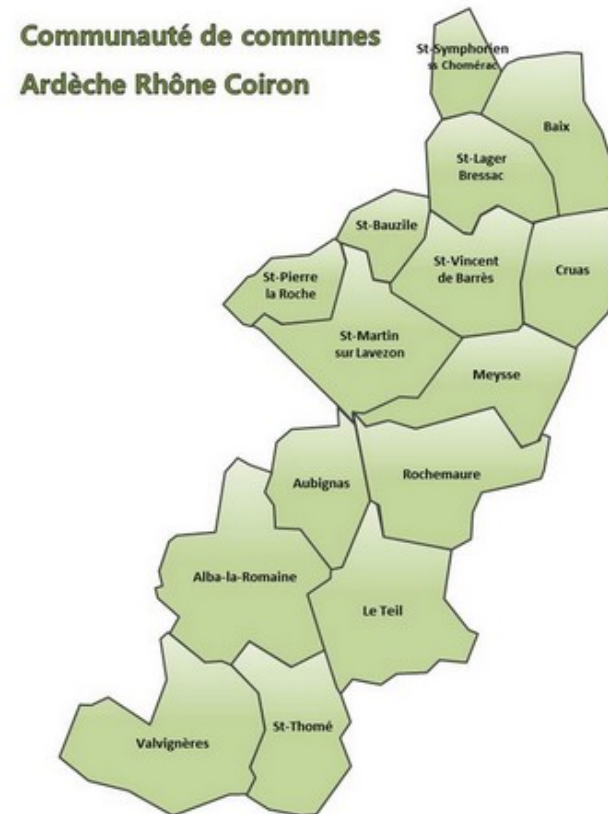 Communauté de communes
Ardèche Rhône Coiron
St-Symphorien
ss Chomérac
Baix
St-Lager
Bressac
St-Bauzile
St-Vincent
de Barrès
Cruas
St-Pierre
la Roche
St-Martin
sur Lavezon
Meysse
Aubignas
Rochemaure
Alba-la-Romaine
Le Teil
St-Thomé
Valvignères